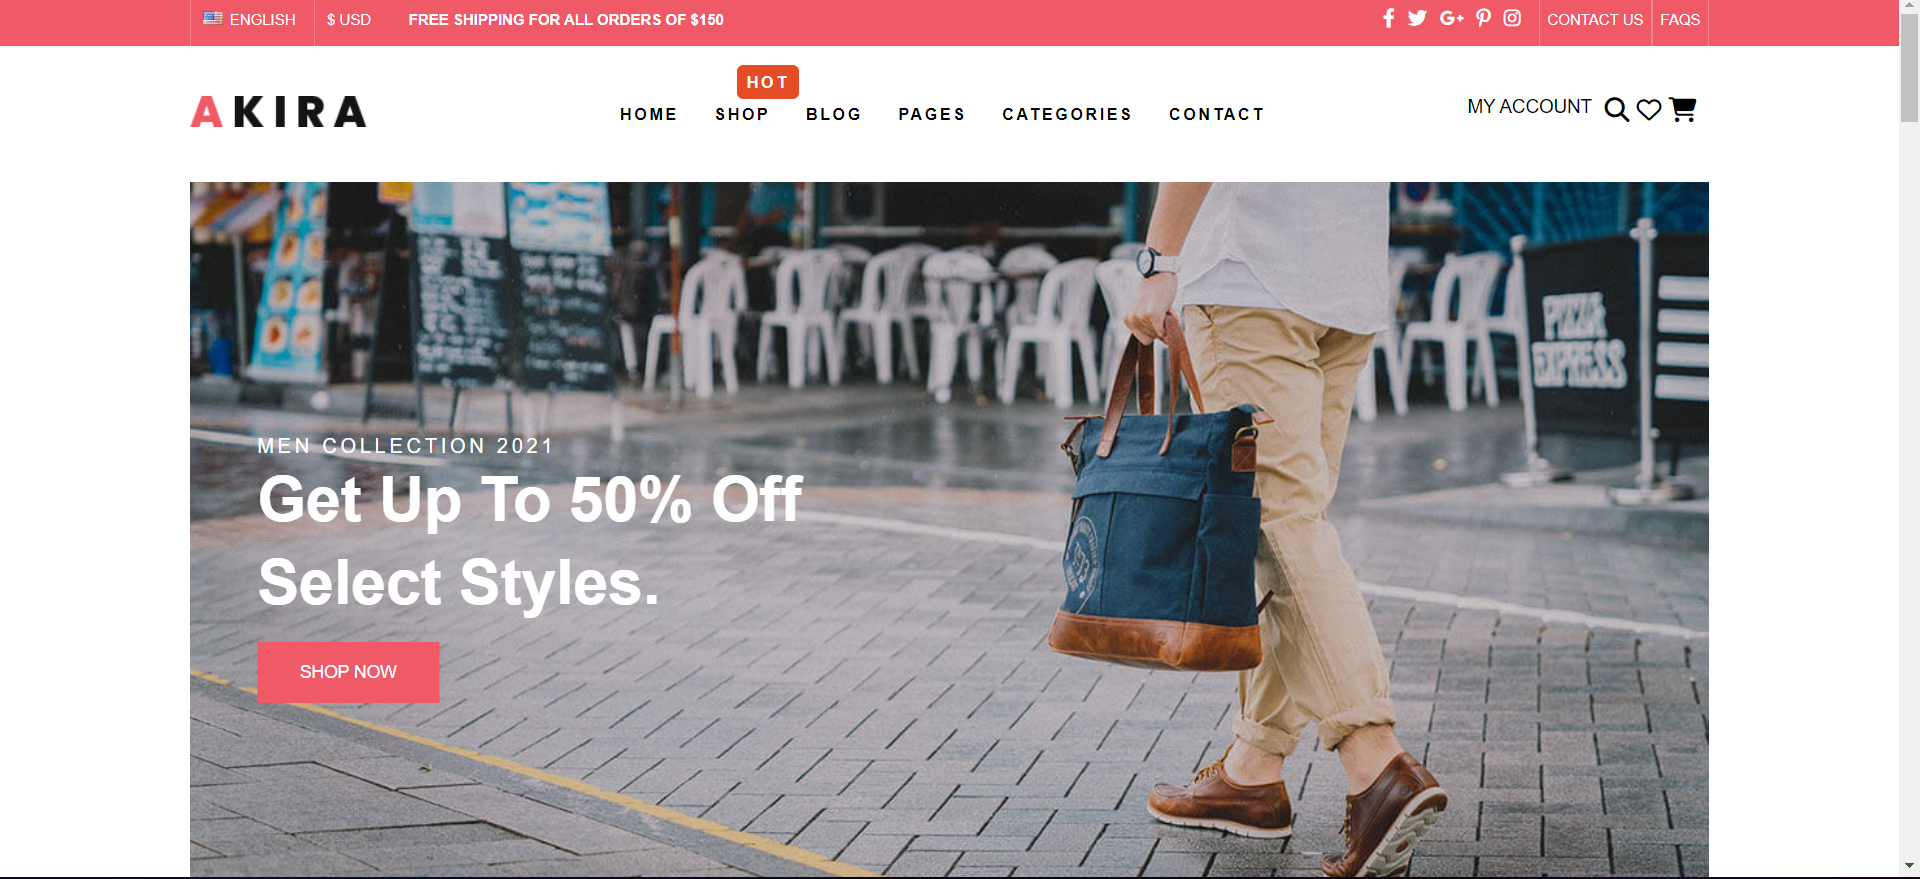 ENGLISH
$ USD
FREE SHIPPING FOR ALL ORDERS OF $150
CONTACT US
FAQS
AKIRA
HOT
HOME
SHOP
BLOG
PAGES
CATEGORIES
CONTACT
MY ACCOUNT
PIZZA
EXPRESS
MEN COLLECTION 2021
Get Up To 50% Off
Select Styles.
SHOP NOW